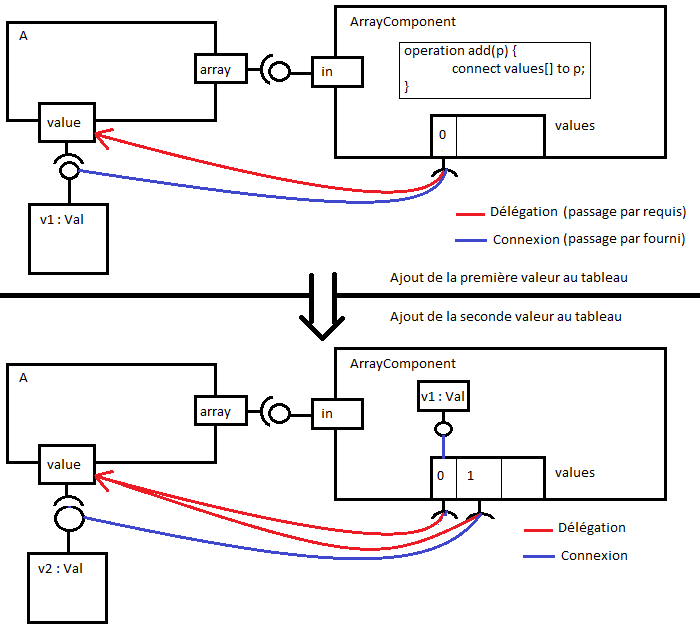 A
ArrayComponent
operation add(p) {
connect values[] to p;
}
array
in
value
0
values
v1 : Val
Délégation (passage par requis)
Connexion (passage par fourni)
Ajout de la première valeur au tableau
Ajout de la seconde valeur au tableau
A
ArrayComponent
v1 : Val
array
in
value
0
1
values
v2 : Val
Délégation
Connexion